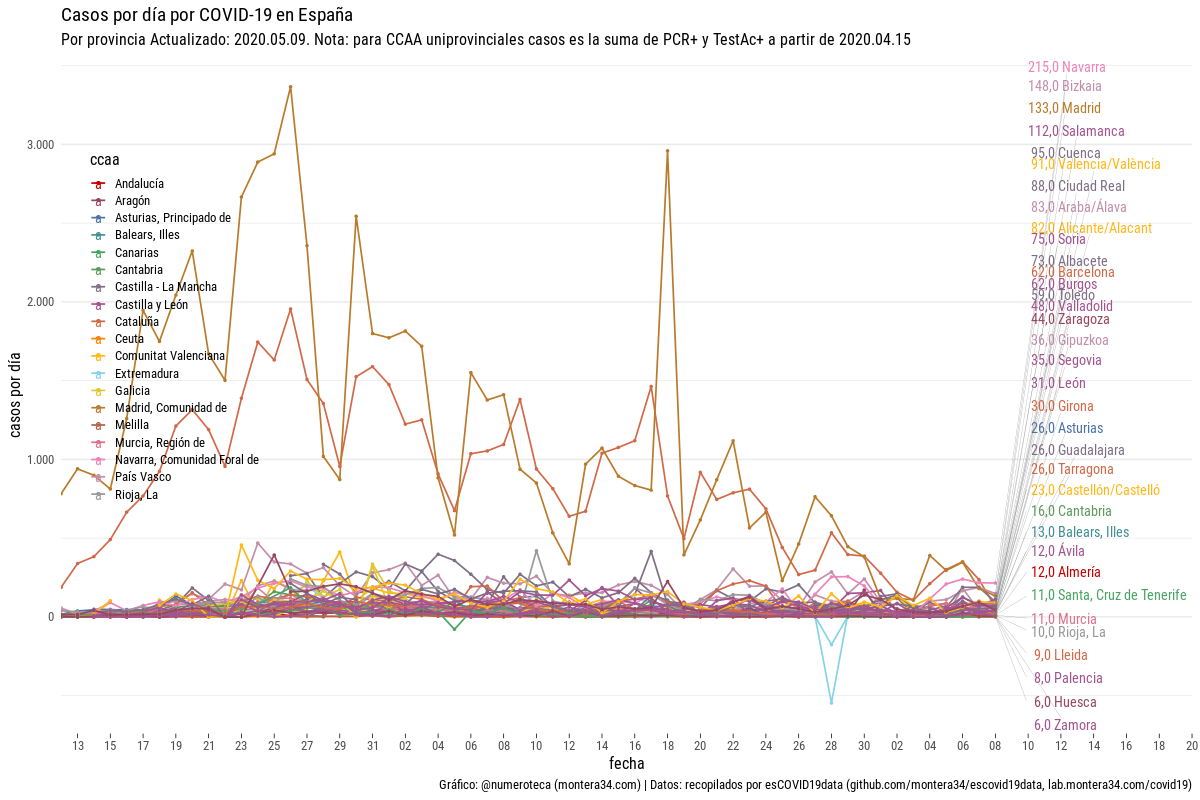 Casos por día por COVID-19 en España
Por provincia Actualizado: 2020.05.09. Nota: para CCAA uniprovinciales casos es la suma de PCR+ y TestAc+ a partir de 2020.04.15
casos por día
3.000
2.000
1.000
0
ccaa
Andalucía
Aragón
Asturias, Principado de
Balears, Illes
Canarias
Cantabria
Castilla - La Mancha
Castilla y León
Cataluña
Ceuta
Comunitat Valenciana
Extremadura
Galicia
Madrid, Comunidad de
Melilla
Murcia, Región de
Navarra, Comunidad Foral de
País Vasco
Rioja, La
215,0 Navarra
148,0 Bizkaia
133,0 Madrid
112,0 Salamanca
95,0 Cuenca
91,0 Valencia/València
88,0 Ciudad Real
83,0 Araba/Álava
82,0 Alicante/Alacant
75,0 Soria
73,0 Albacete
62,0 Barcelona
62,0 Burgos
59,0 Toledo
48,0 Valladolid
44,0 Zaragoza
36,0 Gipuzkoa
35,0 Segovia
31,0 León
30,0 Girona
26,0 Asturias
26,0 Guadalajara
26,0 Tarragona
23,0 Castellón/Castelló
16,0 Cantabria
13,0 Balears, Illes
12,0 Ávila
12,0 Almería
11,0 Santa, Cruz de Tenerife
11,0 Murcia
10,0 Rioja, La
9,0 Lleida
8,0 Palencia
6,0 Huesca
6,0 Zamora
13 15 17 19 21 23 25 27 29 31 02 04 06 08 10 12 14 16 18 20 22 24 26 28 02 04 06 08 10 12 14 16 18 20
fecha
Gráfico: @numeroteca (montera34.com) | Datos: recopilados por esCOVID19data (github.com/montera34/escovid19data, lab.montera34.com/covid19)